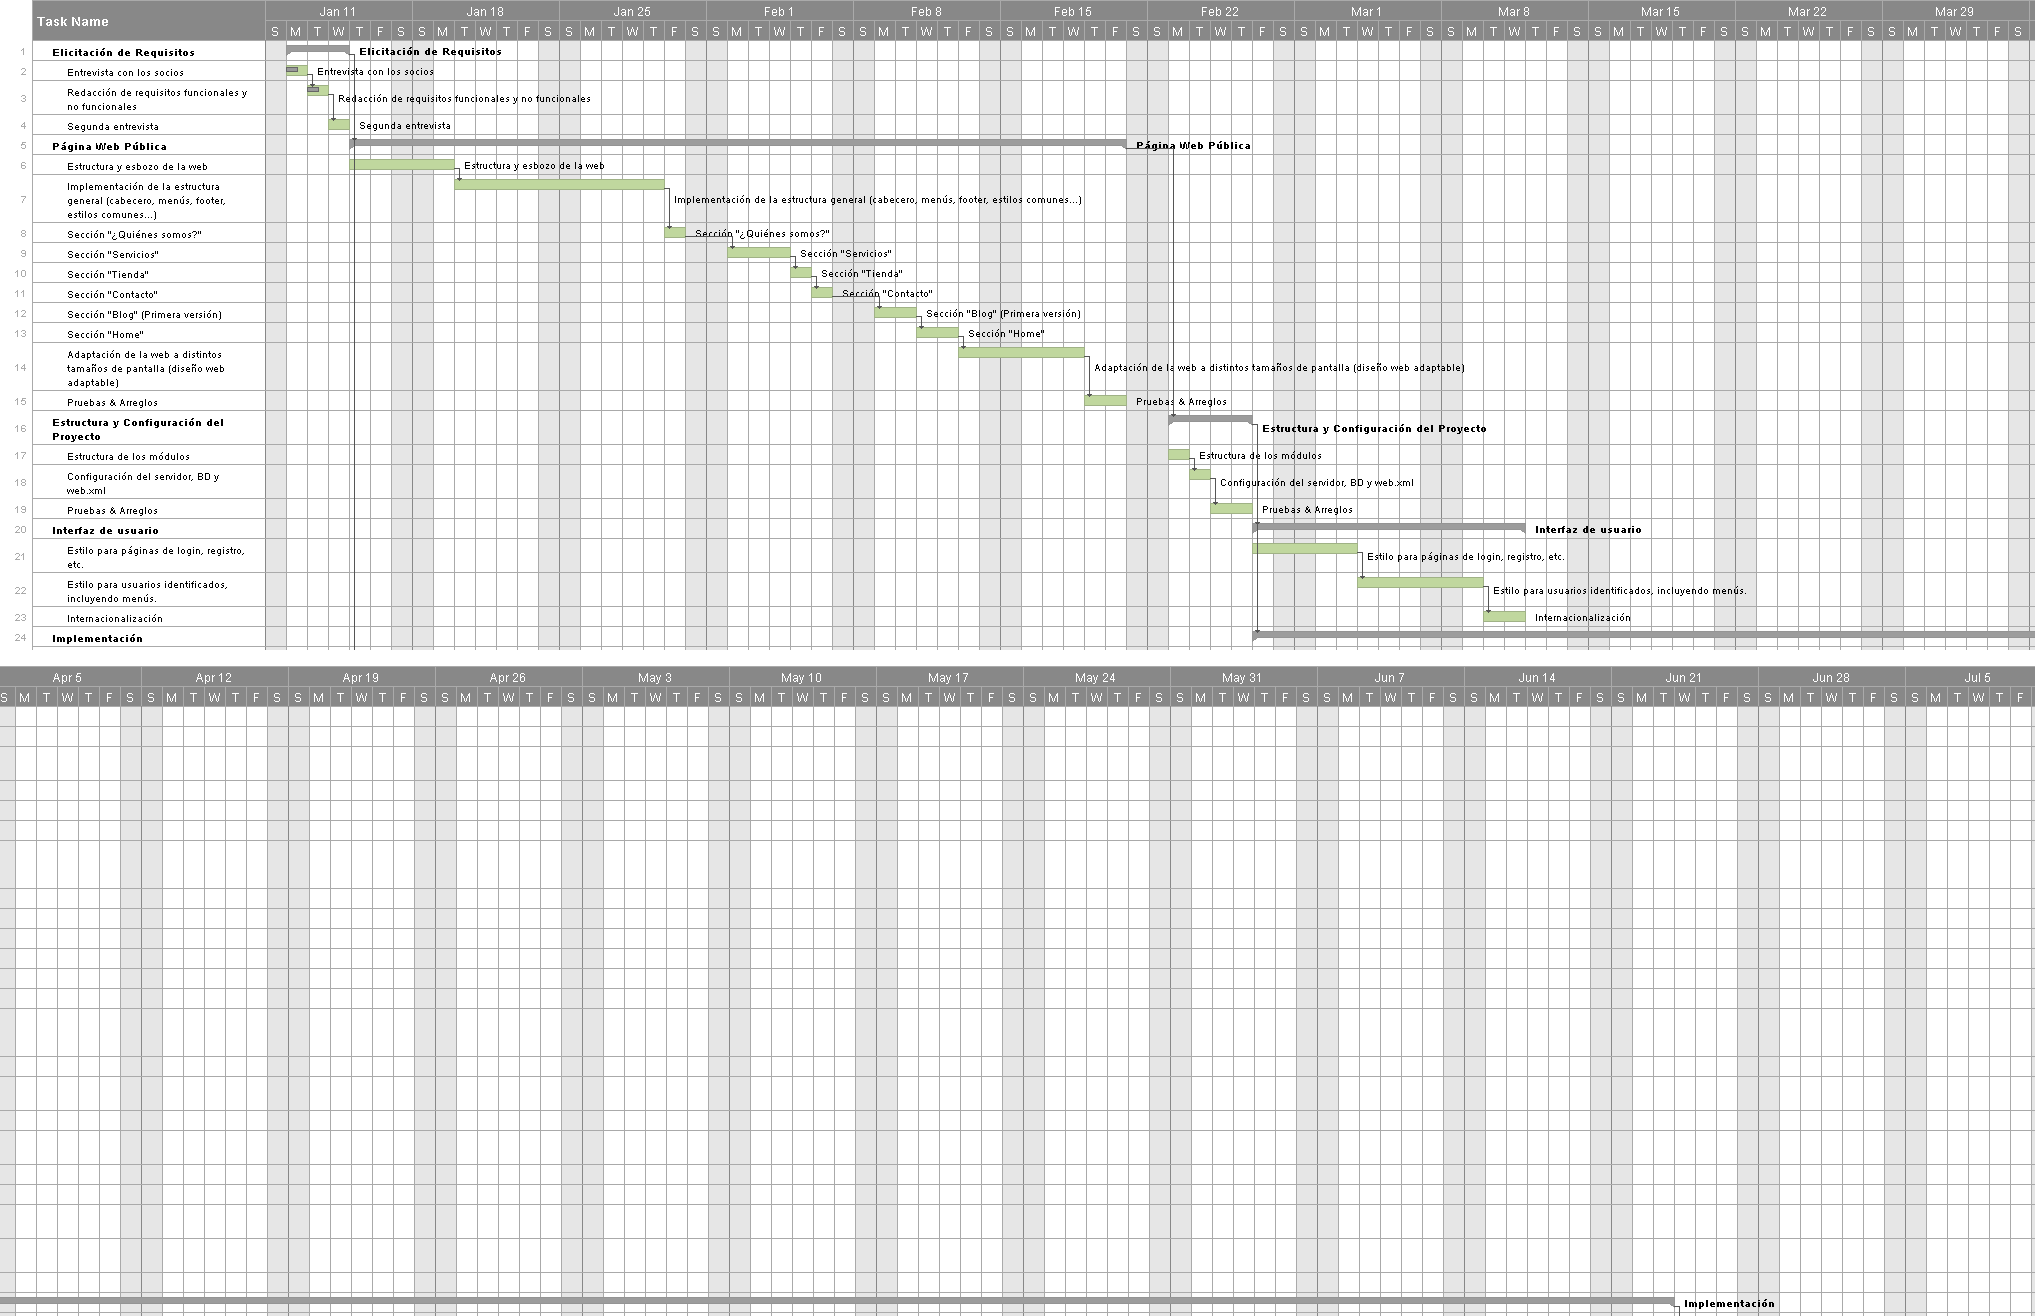 Task Name
Jan 11 Jan 18 Jan 25 Feb 1 Feb 8 Feb 15 Feb 22 Mar 1 Mar 8 Mar 15 Mar 22 Mar 29
S M T W T F S S M T W T F S S M T W T F S S M T W T F S S M T W T F S S M T W T F S S M T W T F S S M T W T F S S M T W T F S S M T W T F S S M T W T F S S M T W T F S
1 Elicitación de Requisitos Elicitación de Requisitos
2 Entrevista con los socios Entrevista con los socios
3 Redacción de requisitos funcionales y
no funcionales
Redacción de requisitos funcionales y no funcionales
4 Segunda entrevista Segunda entrevista
5 Página Web Pública Página Web Pública
6 Estructura y esbozo de la web Estructura y esbozo de la web
7 Implementación de la estructura
general (cabecero, menús, footer,
estilos comunes...)
Implementación de la estructura general (cabecero, menús, footer, estilos comunes...)
8 Sección "¿Quiénes somos?" Sección "¿Quiénes somos?"
9 Sección "Servicios" Sección "Servicios"
10 Sección "Tienda" Sección "Tienda"
11 Sección "Contacto" Sección "Contacto"
12 Sección "Blog" (Primera versión) Sección "Blog" (Primera versión)
13 Sección "Home" Sección "Home"
14 Adaptación de la web a distintos
tamaños de pantalla (diseño web
adaptable)
Adaptación de la web a distintos tamaños de pantalla (diseño web adaptable)
15 Pruebas & Arreglos Pruebas & Arreglos
16 Estructura y Configuración del
Proyecto
Estructura y Configuración del Proyecto
17 Estructura de los módulos Estructura de los módulos
18 Configuración del servidor, BD y
web.xml
Configuración del servidor, BD y web.xml
19 Pruebas & Arreglos Pruebas & Arreglos
20 Interfaz de usuario Interfaz de usuario
21 Estilo para páginas de login, registro,
etc.
Estilo para páginas de login, registro, etc.
22 Estilo para usuarios identificados,
incluyendo menús.
Estilo para usuarios identificados, incluyendo menús.
23 Internacionalización Internacionalización
24 Implementación
Apr 5 Apr 12 Apr 19 Apr 26 May 3 May 10 May 17 May 24 May 31 Jun 7 Jun 14 Jun 21 Jun 28 Jul 5
S M T W T F S S M T W T F S S M T W T F S S M T W T F S S M T W T F S S M T W T F S S M T W T F S S M T W T F S S M T W T F S S M T W T F S S M T W T F S S M T W T F S S M T W T F S S M T W T F
Implementación